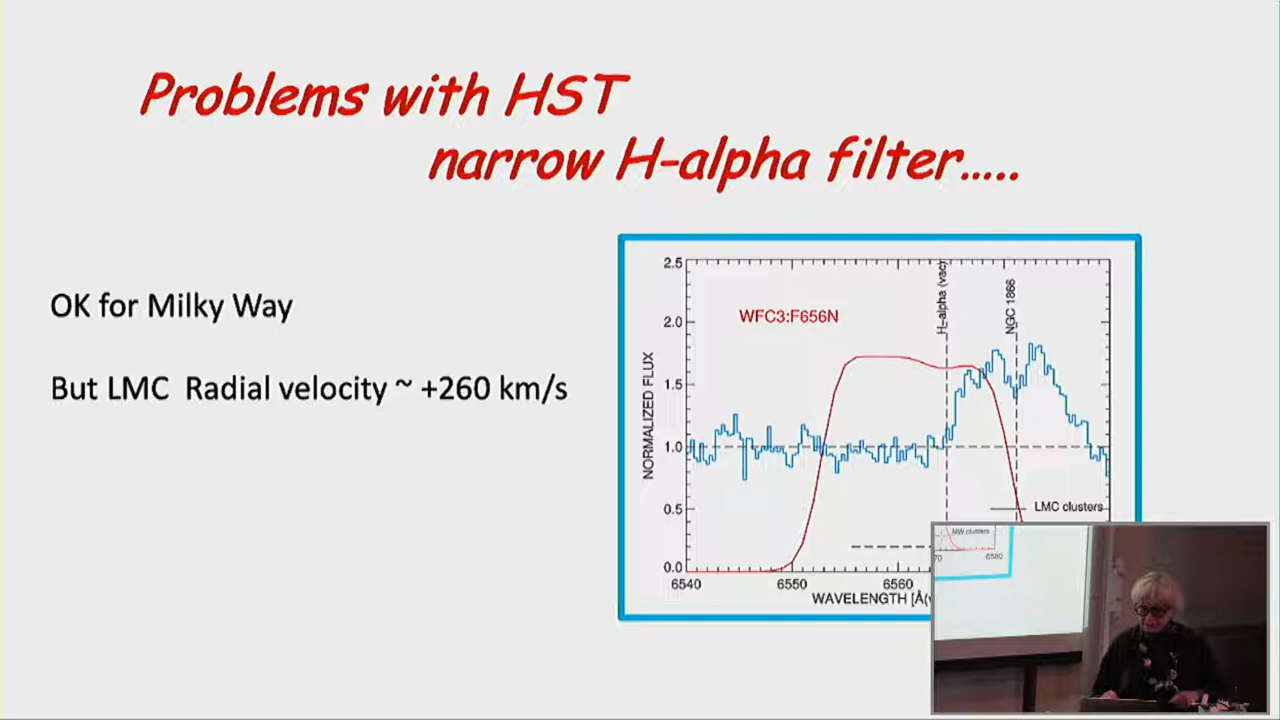 Problems with HST
narrow H-alpha filter.....
OK for Milky Way
But LMC Radial velocity ~ +260 km/s
WFC3:F656N
H-alpha (vac)
NGC 1866
NORMALIZED FLUX
2.5
2.0
1.5
1.0
0.5
0.0
LMC clusters
6540
6550
6560
WAVELENGTH [Å(
MW clusters
70
6580